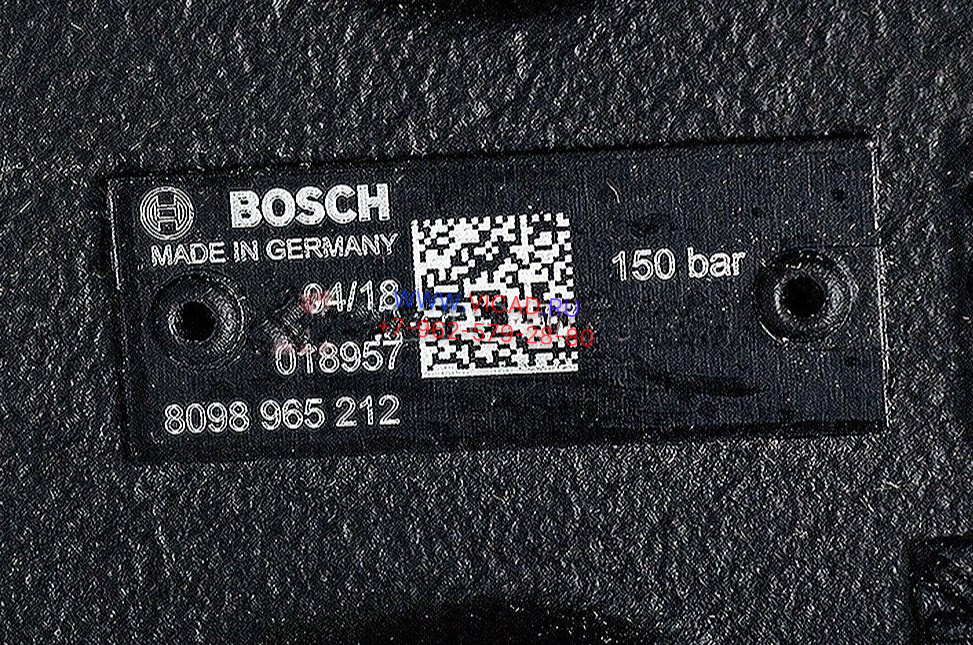 BOSCH
MADE IN GERMANY
04/18
018957
8098 965 212
150 bar
WWW.VICAD.RU
+7-952-579-28-80